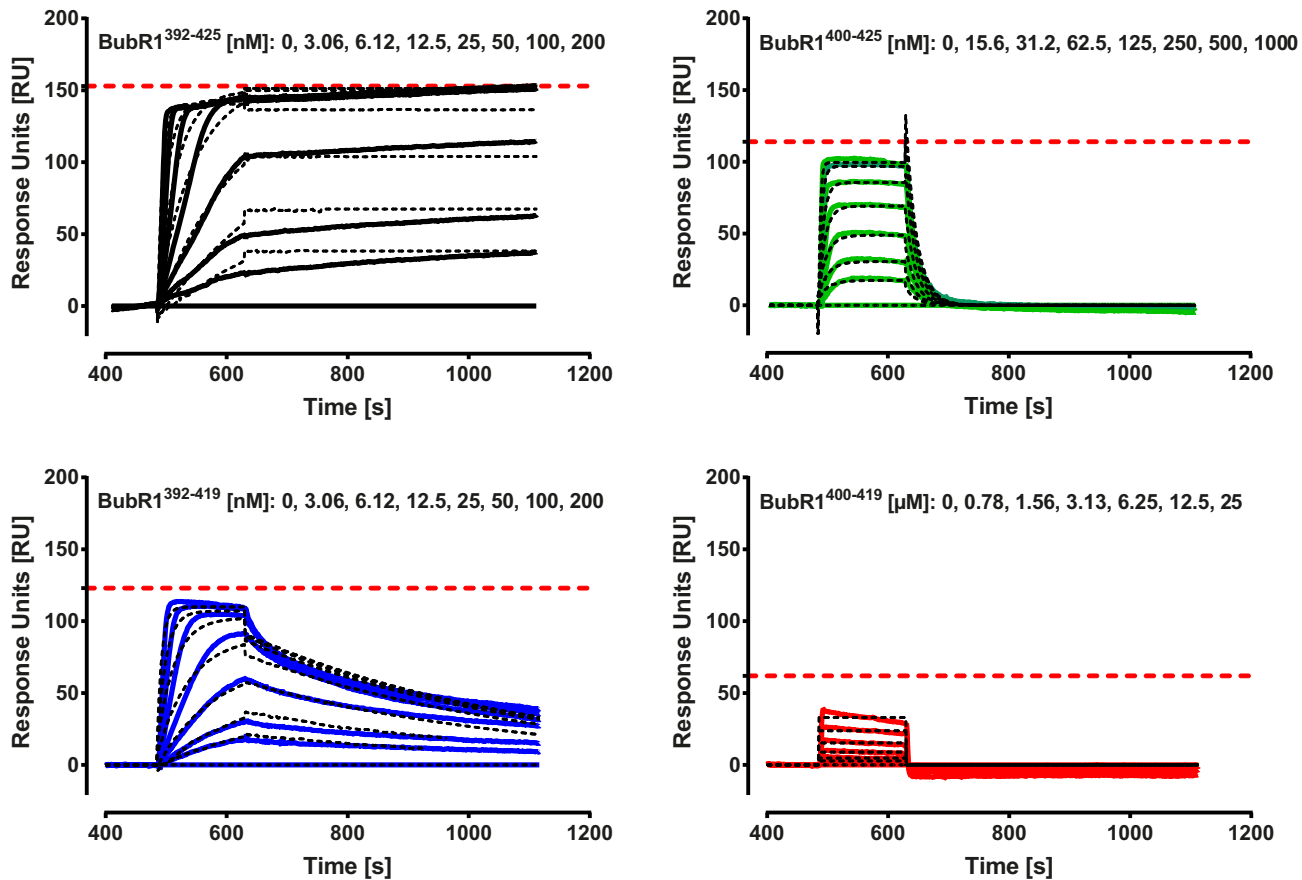 BubR1³⁹²⁻⁴²⁵ [nM]: 0, 3.06, 6.12, 12.5, 25, 50, 100, 200
Response Units [RU]
200
150
100
50
0
400 600 800 1000 1200
Time [s]
BubR1⁴⁰⁰⁻⁴²⁵ [nM]: 0, 15.6, 31.2, 62.5, 125, 250, 500, 1000
Response Units [RU]
200
150
100
50
0
400 600 800 1000 1200
Time [s]
BubR1³⁹²⁻⁴¹⁹ [nM]: 0, 3.06, 6.12, 12.5, 25, 50, 100, 200
Response Units [RU]
200
150
100
50
0
400 600 800 1000 1200
Time [s]
BubR1⁴⁰⁰⁻⁴¹⁹ [µM]: 0, 0.78, 1.56, 3.13, 6.25, 12.5, 25
Response Units [RU]
200
150
100
50
0
400 600 800 1000 1200
Time [s]